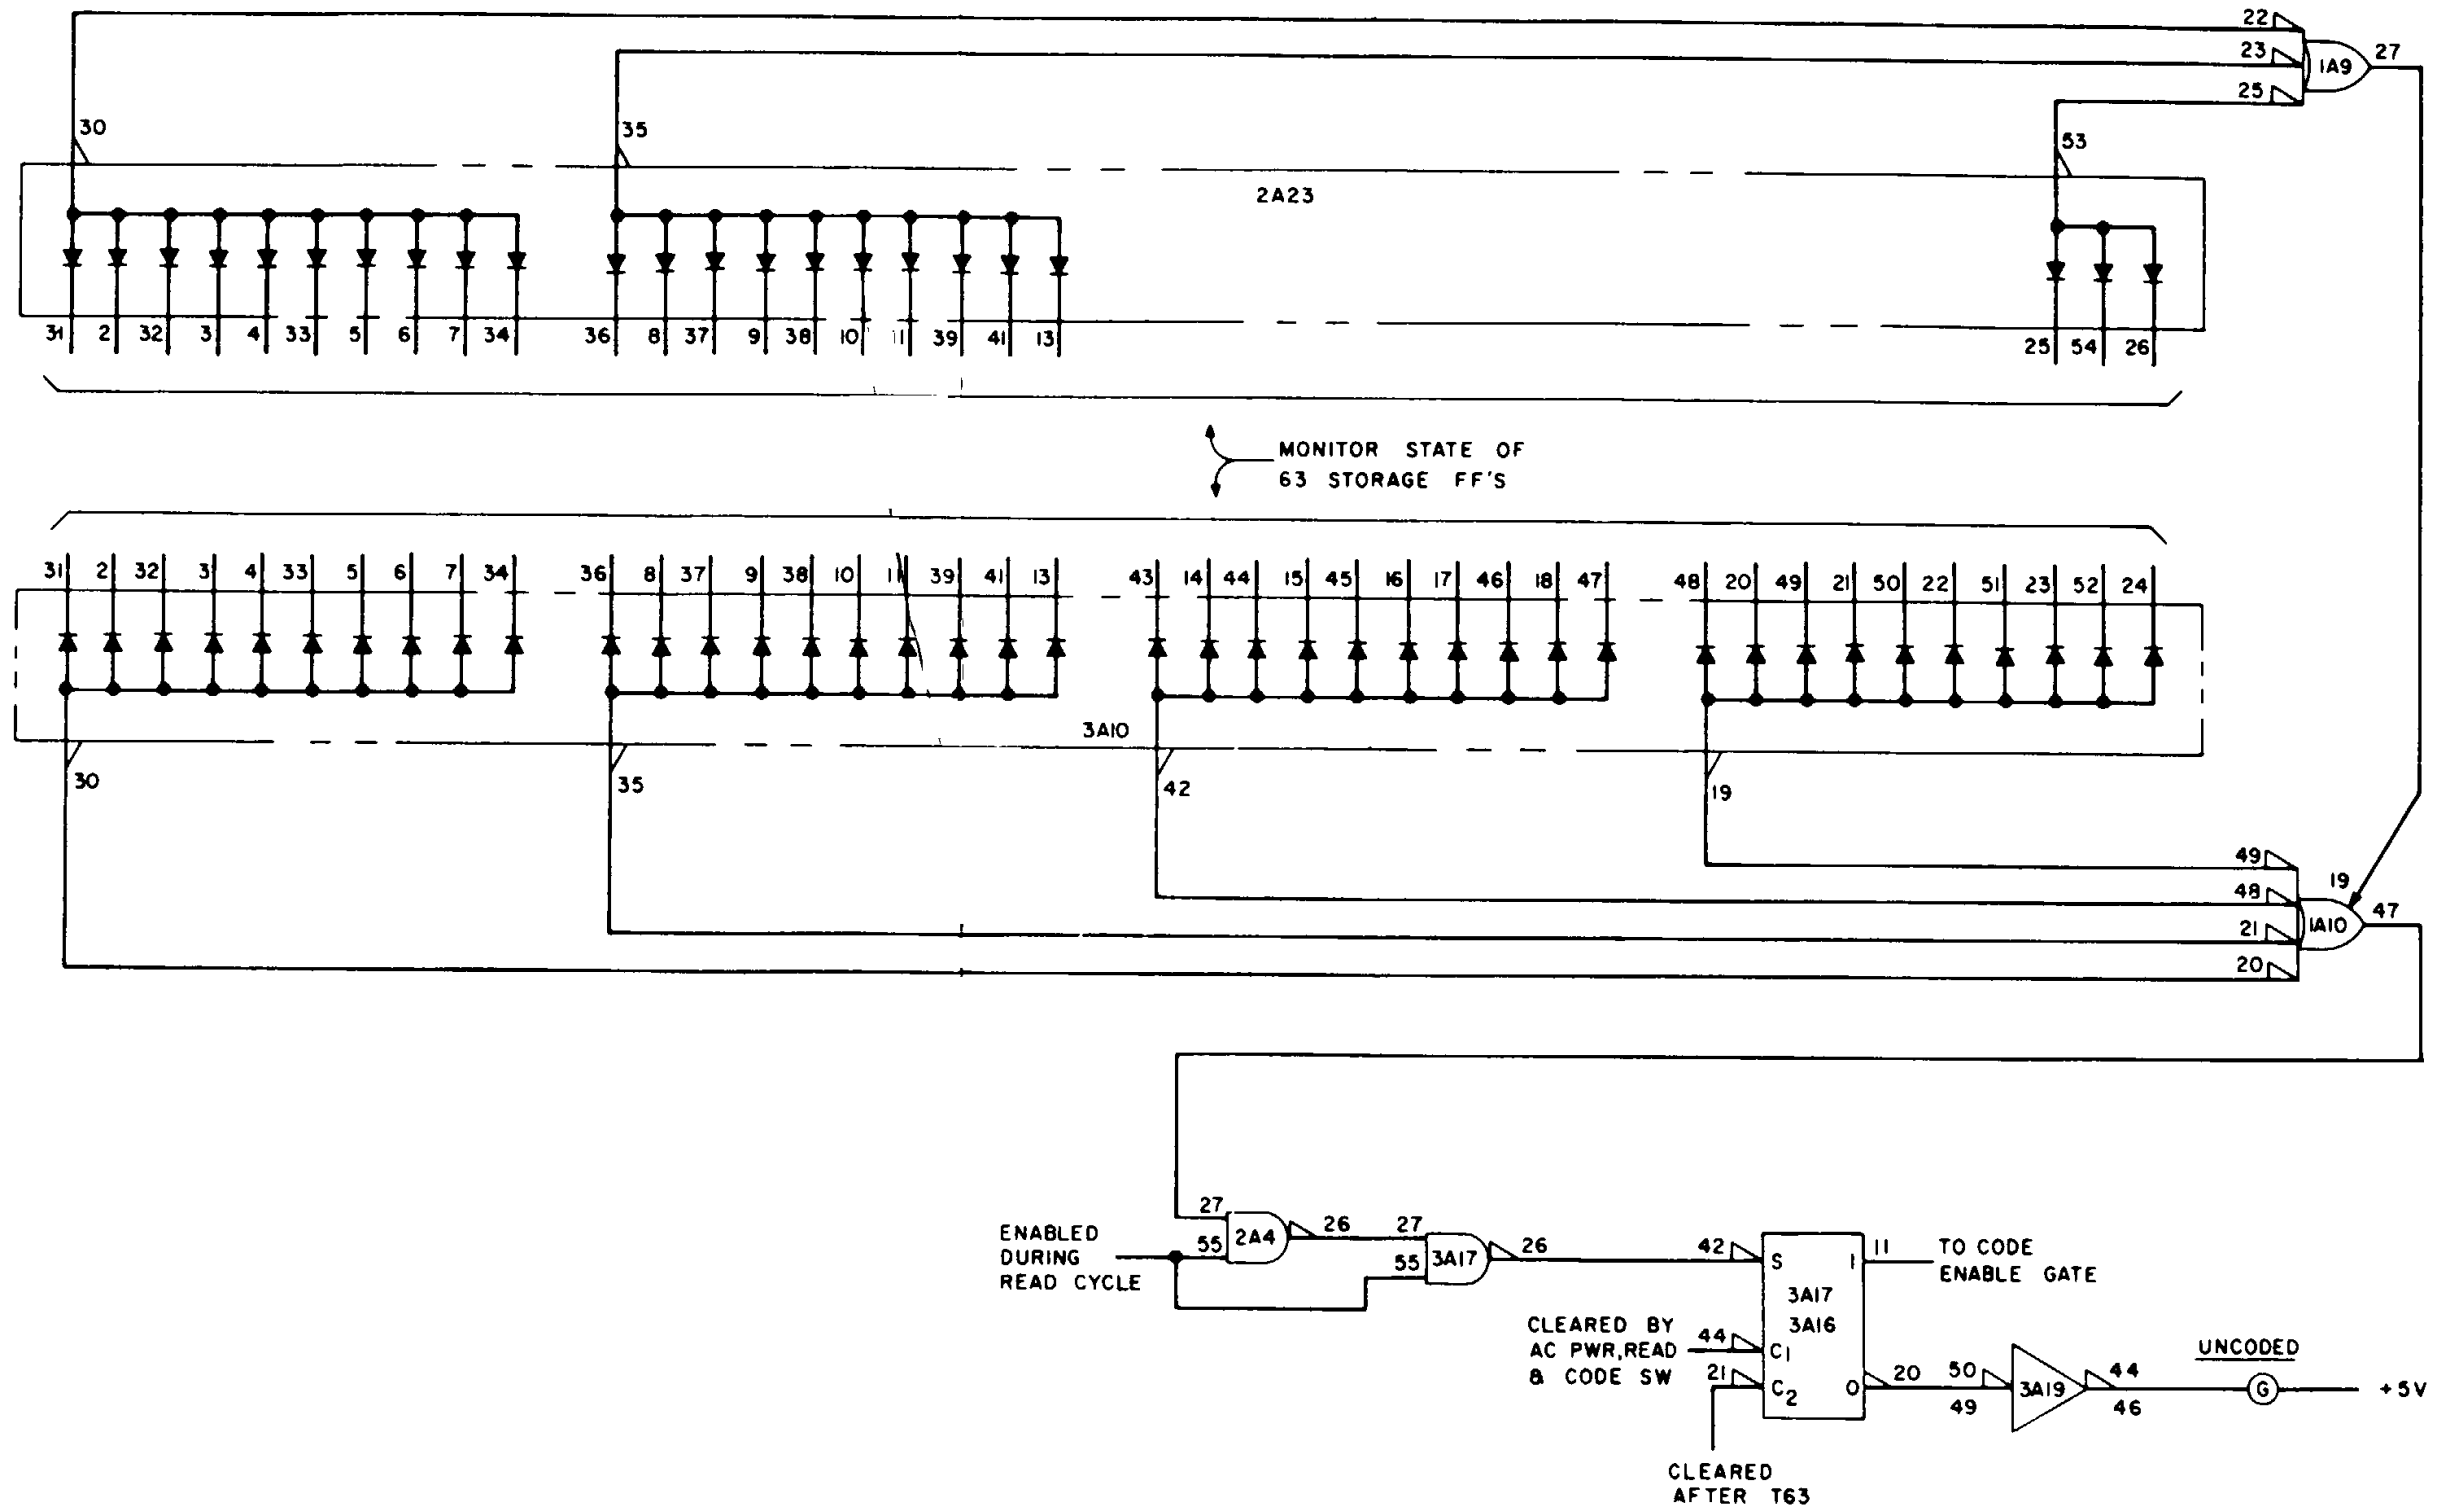 22
23 1A9 27
25
30 35 53
2A23
31 2 32 3 4 33 5 6 7 34 36 8 37 9 38 10 11 39 41 13 25 54 26
MONITOR STATE OF
63 STORAGE FF'S
31 2 32 3 4 33 5 6 7 34 36 8 37 9 38 10 11 39 41 13 43 14 44 15 45 16 17 46 18 47 48 20 49 21 50 22 51 23 52 24
3A10
30 35 42 19
49
48 19
21 1A10 47
20
27
ENABLED 55 2A4 26 27
DURING 55 3A17 26 42 S 1 11 TO CODE
READ CYCLE ENABLE GATE
3A17
3A16
CLEARED BY
AC PWR,READ 44 C1
& CODE SW 21 C2 0 20 50 3A19 44 UNCODED
49 46 G +5V
CLEARED
AFTER T63